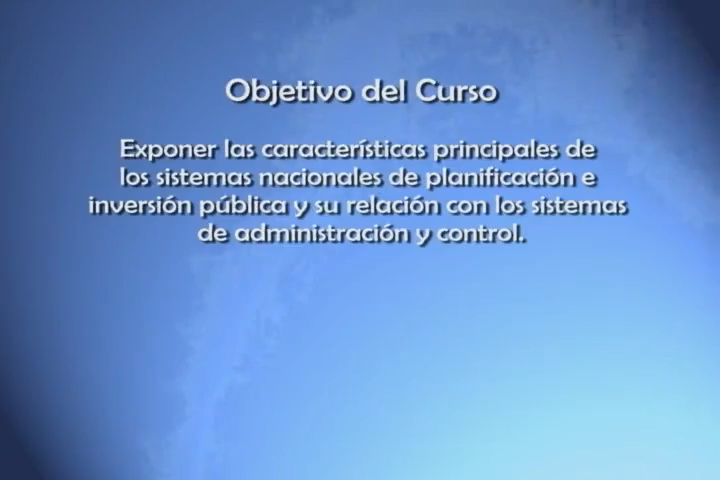 Objetivo del Curso
Exponer las características principales de
los sistemas nacionales de planificación e
inversión pública y su relación con los sistemas
de administración y control.